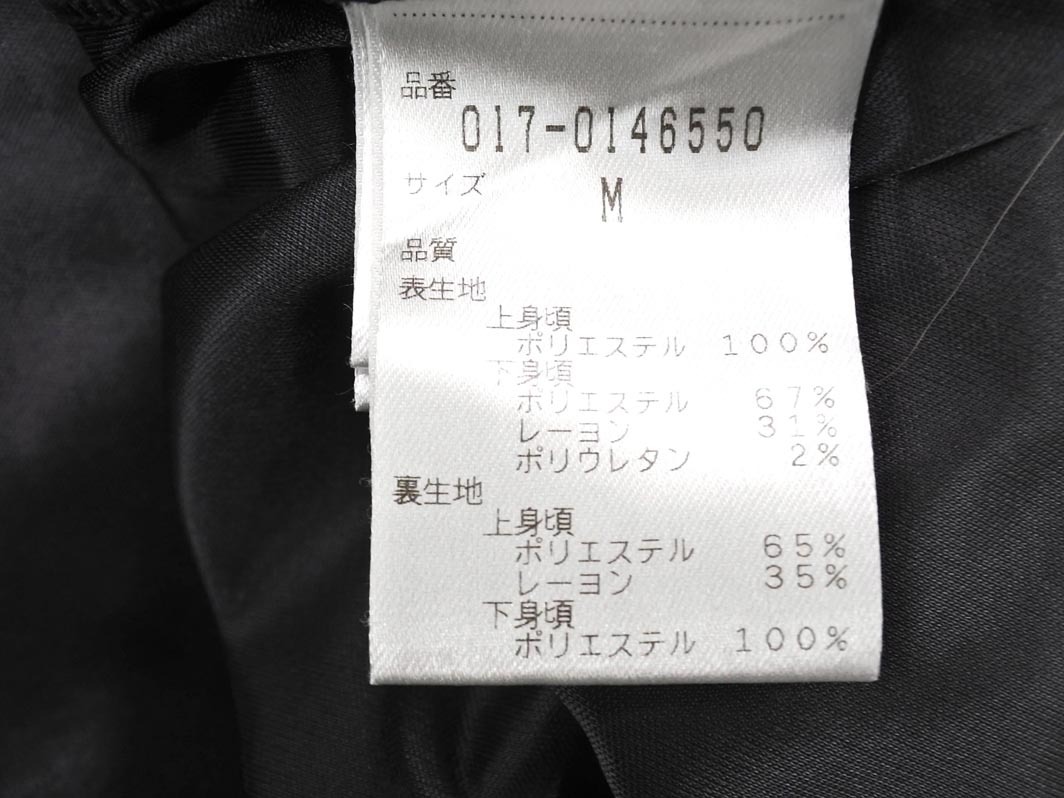 品番
017-0146550
サイズ M
品質
表生地
上身頃
ポリエステル 100%
下身頃
ポリエステル 67%
レーヨン 31%
ポリウレタン 2%
裏生地
上身頃
ポリエステル 65%
レーヨン 35%
下身頃
ポリエステル 100%